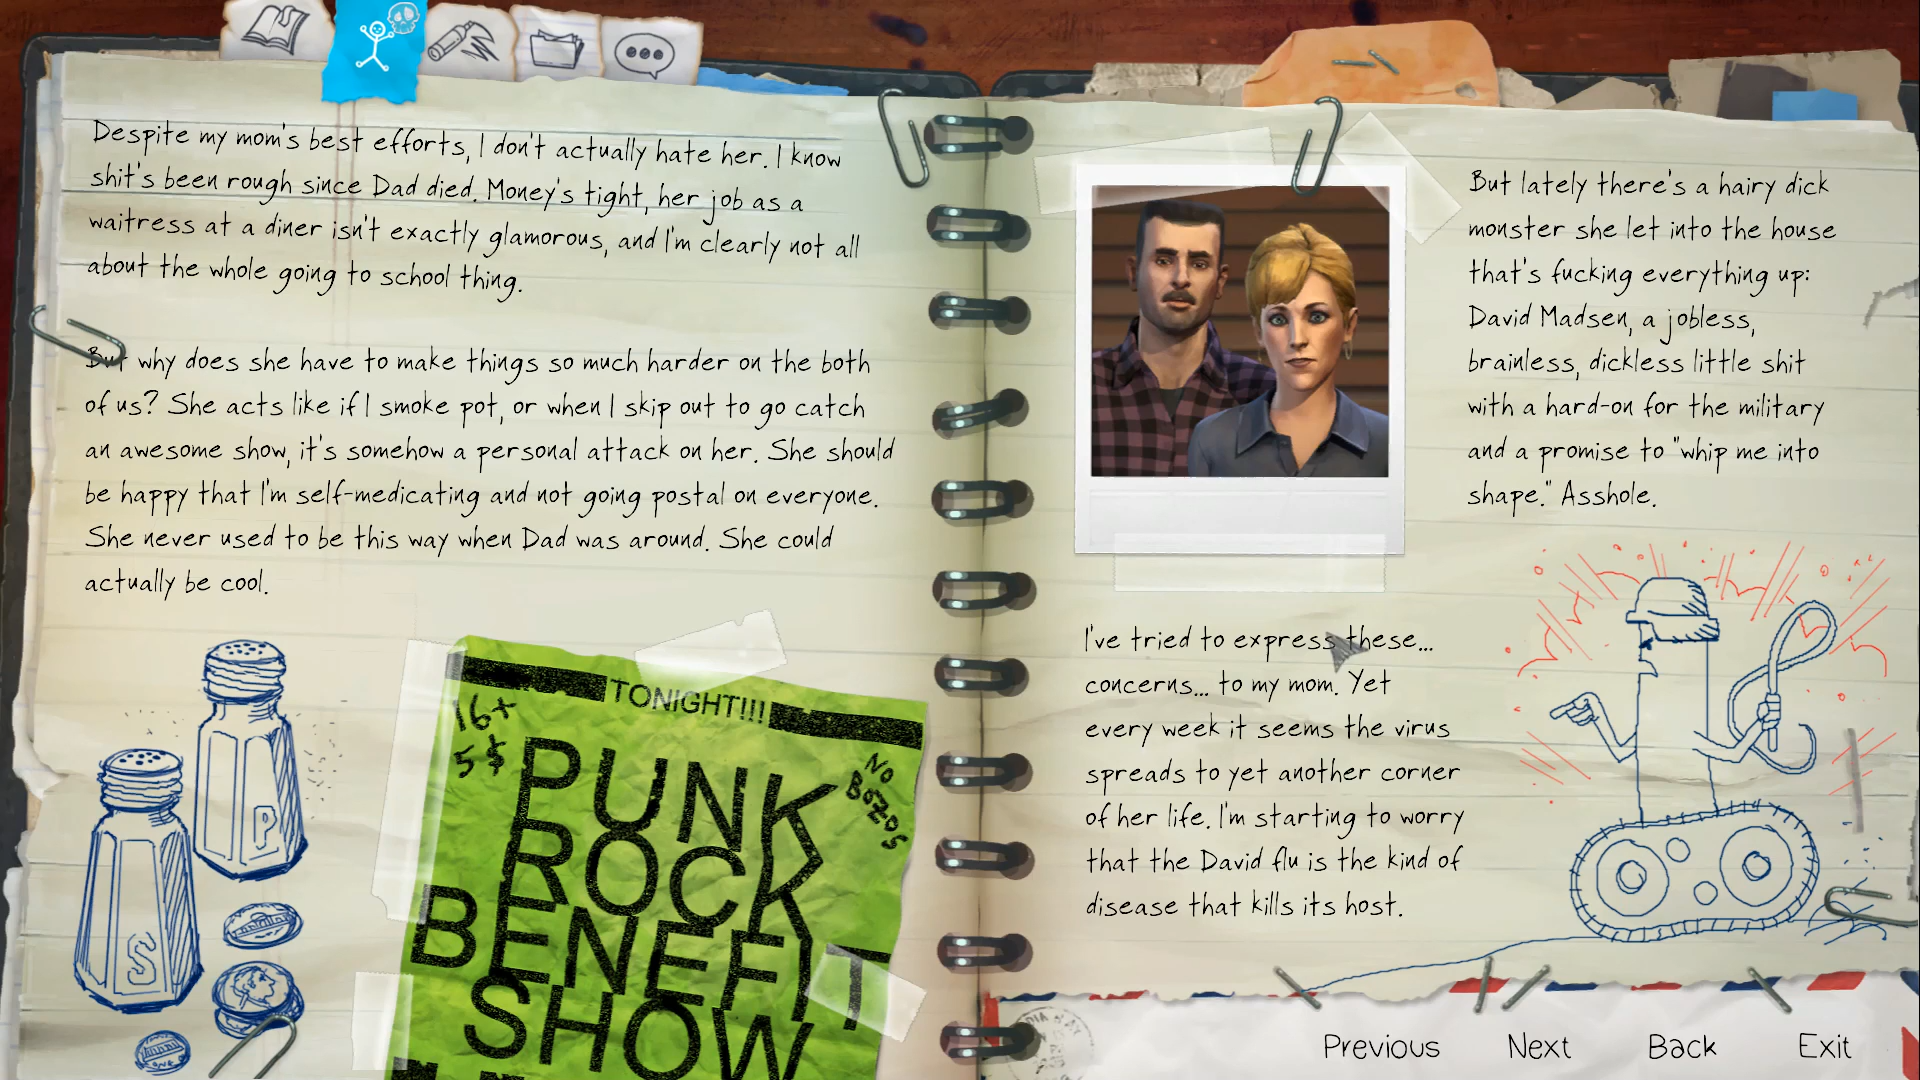 Despite my mom's best efforts, I don't actually hate her. I know
shit's been rough since Dad died. Money's tight, her job as a
waitress at a diner isn't exactly glamorous, and I'm clearly not all
about the whole going to school thing.
But why does she have to make things so much harder on the both
of us? She acts like if I smoke pot, or when I skip out to go catch
an awesome show, it's somehow a personal attack on her. She should
be happy that I'm self-medicating and not going postal on everyone.
She never used to be this way when Dad was around. She could
actually be cool.
P
S
TONIGHT!!!
16+
5$
NO
BOZOS
PUNK
ROCK
BENEFIT
SHOW
But lately there's a hairy dick
monster she let into the house
that's fucking everything up:
David Madsen, a jobless,
brainless, dickless little shit
with a hard-on for the military
and a promise to "whip me into
shape." Asshole.
I've tried to express these...
concerns... to my mom. Yet
every week it seems the virus
spreads to yet another corner
of her life. I'm starting to worry
that the David flu is the kind of
disease that kills its host.
Previous
Next
Back
Exit